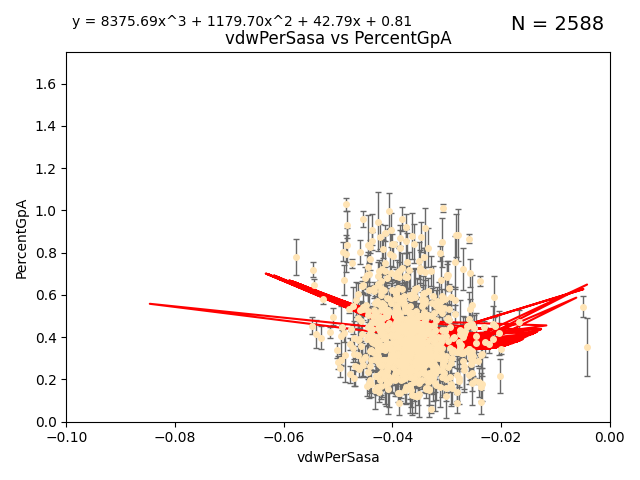 y = 8375.69x^3 + 1179.70x^2 + 42.79x + 0.81
N = 2588
vdwPerSasa vs PercentGpA
PercentGpA
1.6
1.4
1.2
1.0
0.8
0.6
0.4
0.2
0.0
−0.10 −0.08 −0.06 −0.04 −0.02 0.00
vdwPerSasa